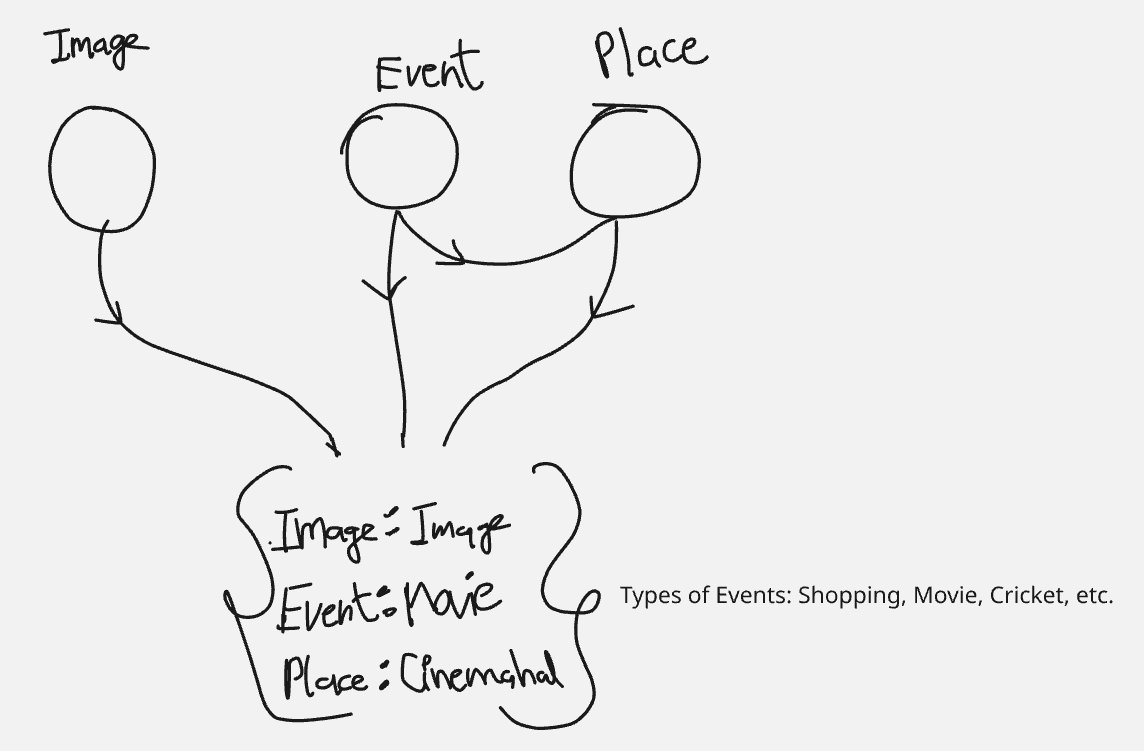 Image
Event
Place
Image : Image
Event : Movie
Place : Cinemahal
Types of Events: Shopping, Movie, Cricket, etc.